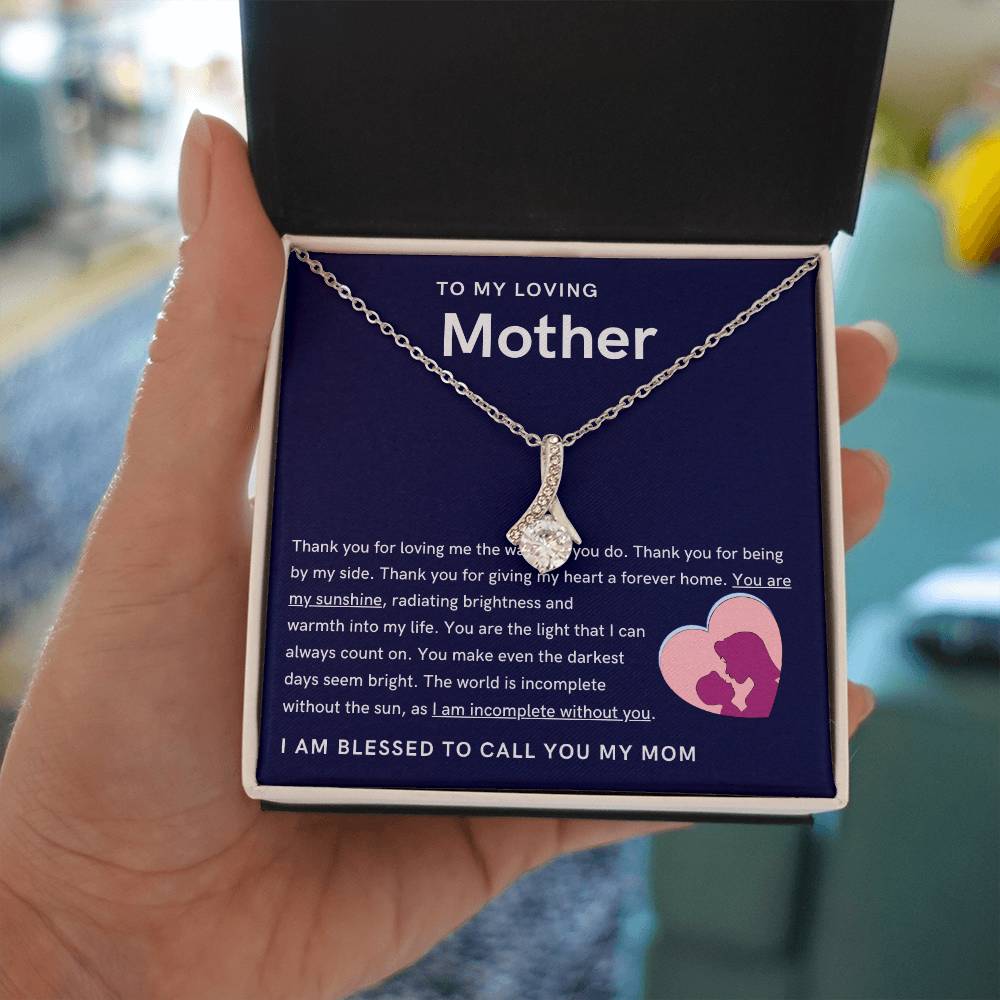 TO MY LOVING
Mother
Thank you for loving me the you do. Thank you for being
by my side. Thank you for giving my heart a forever home. You are
my sunshine, radiating brightness and
warmth into my life. You are the light that I can
always count on. You make even the darkest
days seem bright. The world is incomplete
without the sun, as I am incomplete without you.
I AM BLESSED TO CALL YOU MY MOM